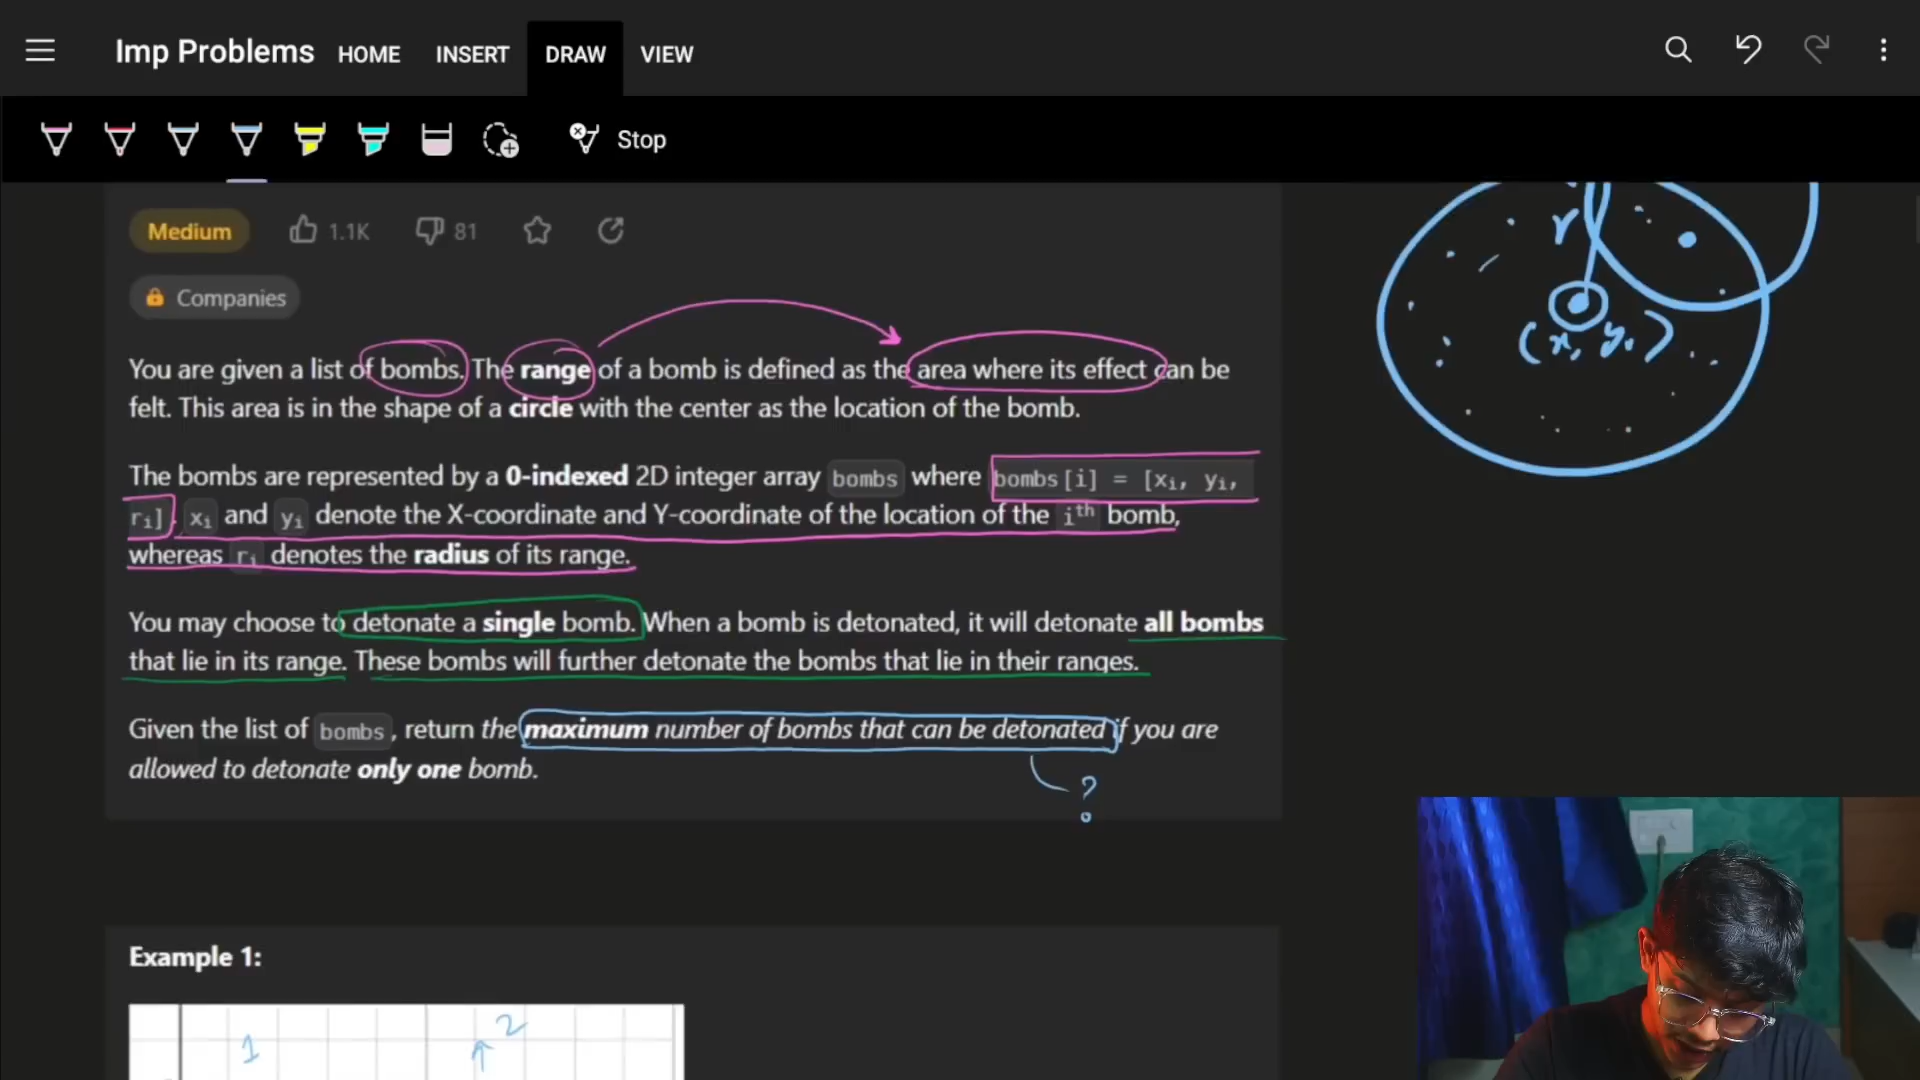 Imp Problems HOME INSERT DRAW VIEW
Stop
Medium 1.1K 81
Companies
You are given a list of bombs. The range of a bomb is defined as the area where its effect can be
felt. This area is in the shape of a circle with the center as the location of the bomb.
The bombs are represented by a 0-indexed 2D integer array bombs where bombs[i] = [xi, yi,
ri]. xi and yi denote the X-coordinate and Y-coordinate of the location of the ith bomb,
whereas ri denotes the radius of its range.
You may choose to detonate a single bomb. When a bomb is detonated, it will detonate all bombs
that lie in its range. These bombs will further detonate the bombs that lie in their ranges.
Given the list of bombs, return the maximum number of bombs that can be detonated if you are
allowed to detonate only one bomb.
?
Example 1:
1 2
r
(x, y.)